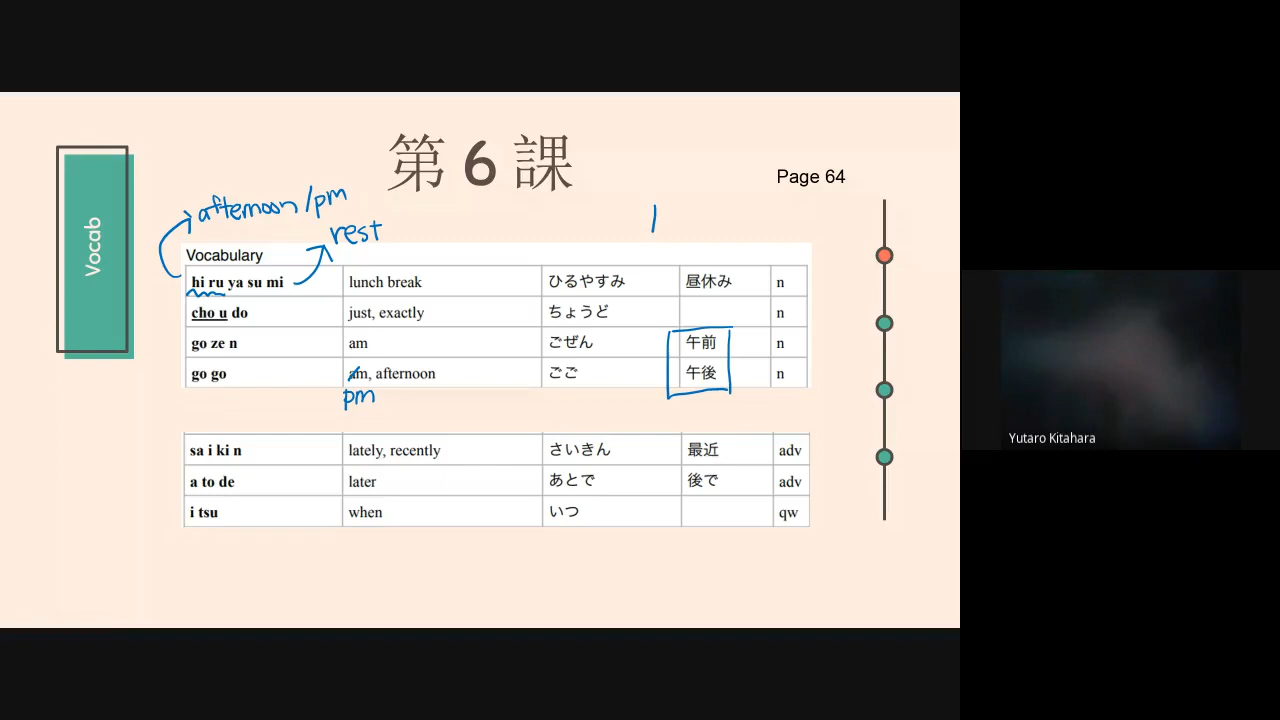 第 6 課
Page 64
Vocab
afternoon/pm
rest
Vocabulary
hi ru ya su mi lunch break ひるやすみ 昼休み n
cho u do just, exactly ちょうど n
go ze n am ごぜん 午前 n
go go am, afternoon ごご 午後 n
pm
sa i ki n lately, recently さいきん 最近 adv
a to de later あとで 後で adv
i tsu when いつ qw
Yutaro Kitahara